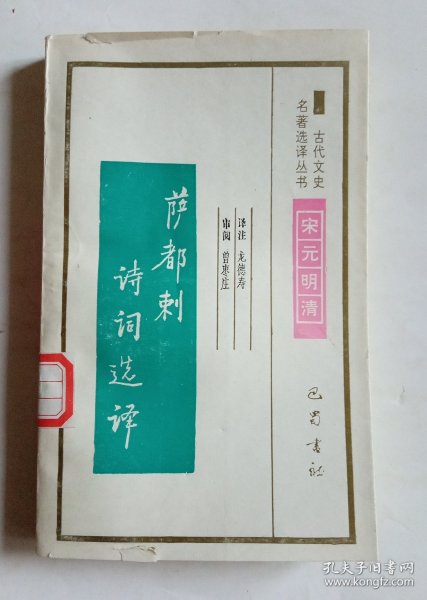 古代文史
名著选译丛书
宋元明清
译注 龙德寿
审阅 曾枣庄
萨都剌
诗词选译
巴蜀书社
孔夫子旧书网
www.kongfz.com